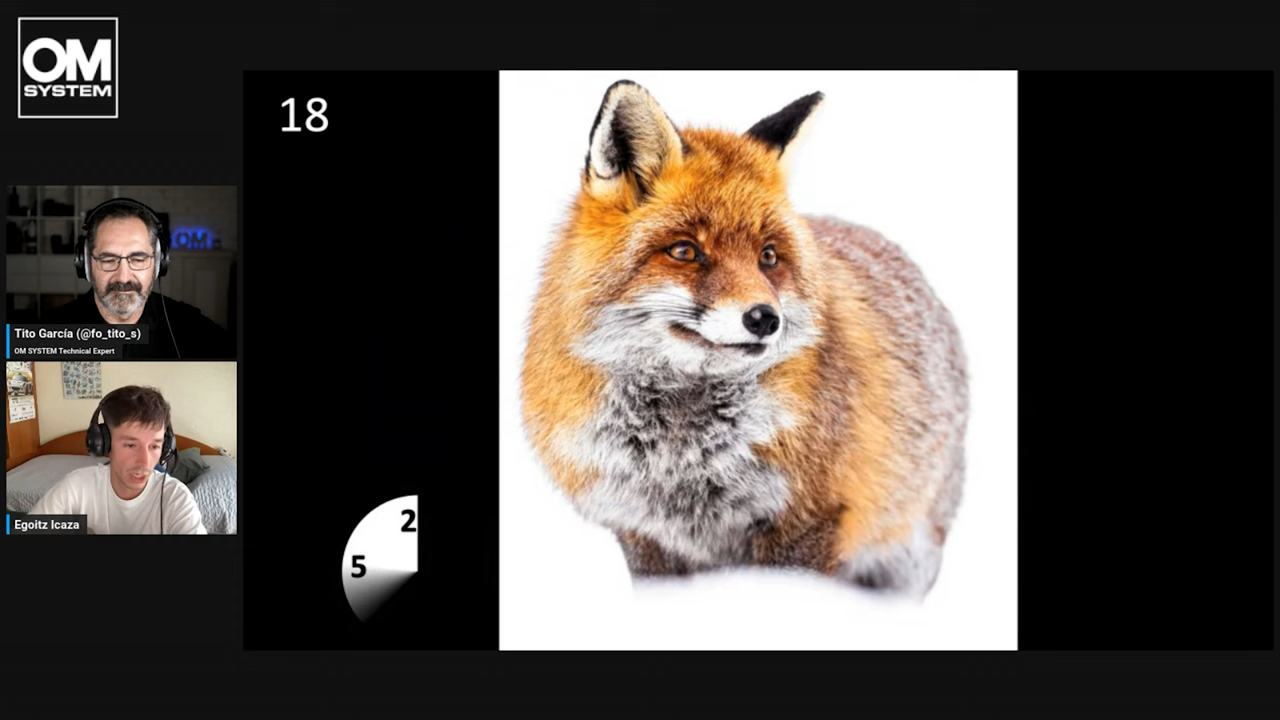 OM
SYSTEM
18
Tito García (@fo_tito_s)
OM SYSTEM Technical Expert
Egoitz Icaza
2
5